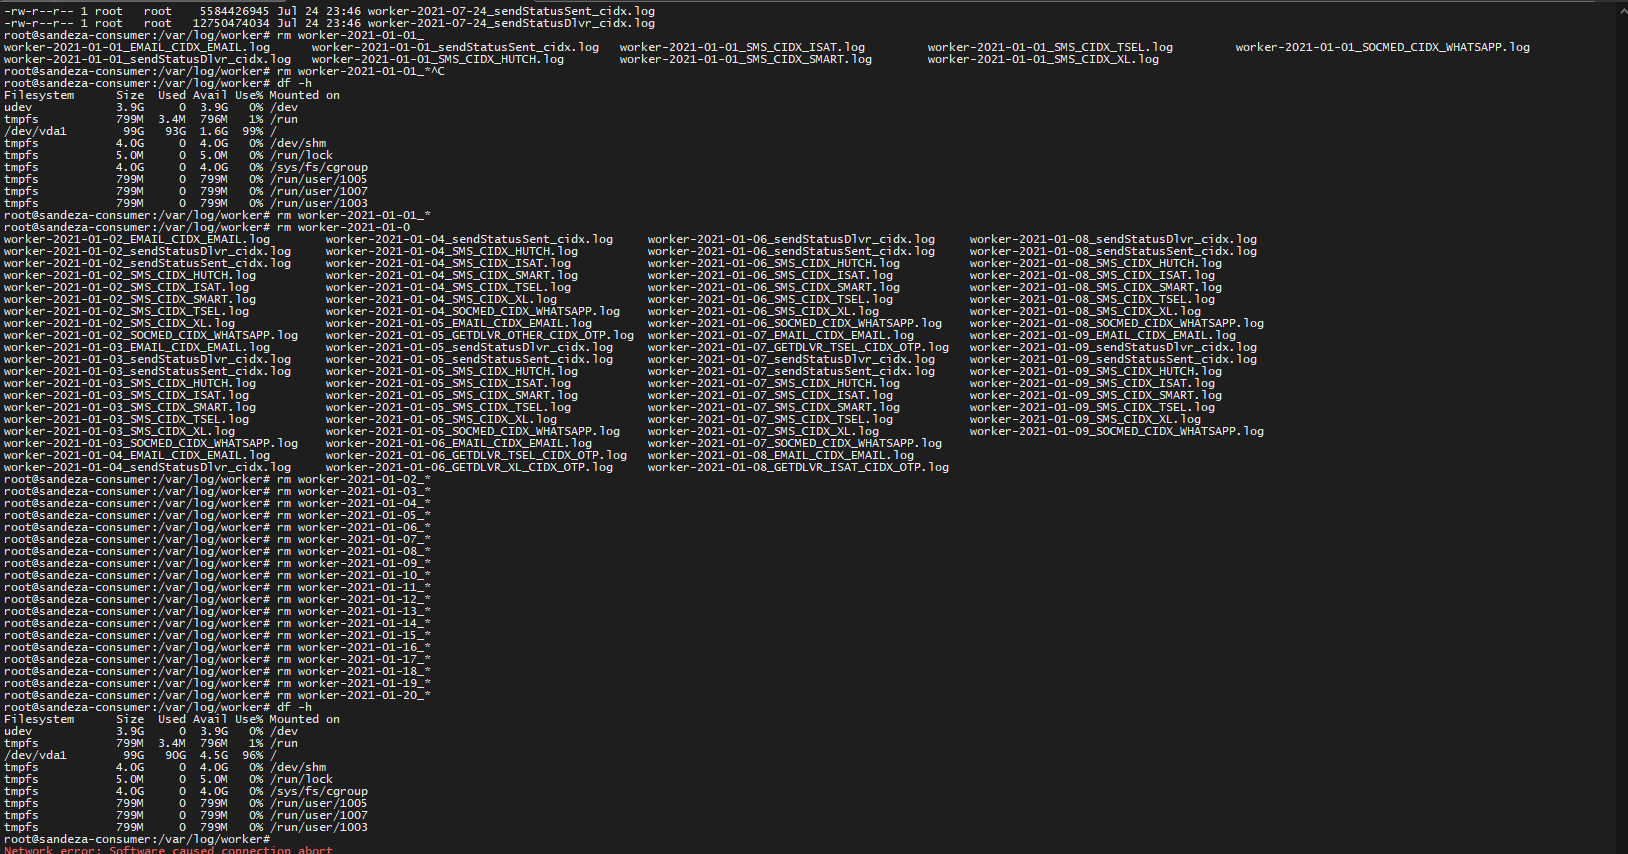 -rw-r--r-- 1 root   root    5584426945 Jul 24 23:46 worker-2021-07-24_sendStatusSent_cidx.log
-rw-r--r-- 1 root   root   12750474034 Jul 24 23:46 worker-2021-07-24_sendStatusDlvr_cidx.log
root@sandeza-consumer:/var/log/worker# rm worker-2021-01-01_
worker-2021-01-01_EMAIL_CIDX_EMAIL.log      worker-2021-01-01_sendStatusSent_cidx.log   worker-2021-01-01_SMS_CIDX_ISAT.log         worker-2021-01-01_SMS_CIDX_TSEL.log         worker-2021-01-01_SOCMED_CIDX_WHATSAPP.log
worker-2021-01-01_sendStatusDlvr_cidx.log   worker-2021-01-01_SMS_CIDX_HUTCH.log        worker-2021-01-01_SMS_CIDX_SMART.log        worker-2021-01-01_SMS_CIDX_XL.log
root@sandeza-consumer:/var/log/worker# rm worker-2021-01-01_*^C
root@sandeza-consumer:/var/log/worker# df -h
Filesystem      Size  Used Avail Use% Mounted on
udev            3.9G     0  3.9G   0% /dev
tmpfs           799M  3.4M  796M   1% /run
/dev/vda1        99G   93G  1.6G  99% /
tmpfs           4.0G     0  4.0G   0% /dev/shm
tmpfs           5.0M     0  5.0M   0% /run/lock
tmpfs           4.0G     0  4.0G   0% /sys/fs/cgroup
tmpfs           799M     0  799M   0% /run/user/1005
tmpfs           799M     0  799M   0% /run/user/1007
tmpfs           799M     0  799M   0% /run/user/1003
root@sandeza-consumer:/var/log/worker# rm worker-2021-01-01_*
root@sandeza-consumer:/var/log/worker# rm worker-2021-01-0
worker-2021-01-02_EMAIL_CIDX_EMAIL.log        worker-2021-01-04_sendStatusSent_cidx.log     worker-2021-01-06_sendStatusDlvr_cidx.log     worker-2021-01-08_sendStatusDlvr_cidx.log
worker-2021-01-02_sendStatusDlvr_cidx.log     worker-2021-01-04_SMS_CIDX_HUTCH.log          worker-2021-01-06_sendStatusSent_cidx.log     worker-2021-01-08_sendStatusSent_cidx.log
worker-2021-01-02_sendStatusSent_cidx.log     worker-2021-01-04_SMS_CIDX_ISAT.log           worker-2021-01-06_SMS_CIDX_HUTCH.log          worker-2021-01-08_SMS_CIDX_HUTCH.log
worker-2021-01-02_SMS_CIDX_HUTCH.log          worker-2021-01-04_SMS_CIDX_SMART.log          worker-2021-01-06_SMS_CIDX_ISAT.log           worker-2021-01-08_SMS_CIDX_ISAT.log
worker-2021-01-02_SMS_CIDX_ISAT.log           worker-2021-01-04_SMS_CIDX_TSEL.log           worker-2021-01-06_SMS_CIDX_SMART.log          worker-2021-01-08_SMS_CIDX_SMART.log
worker-2021-01-02_SMS_CIDX_SMART.log          worker-2021-01-04_SMS_CIDX_XL.log             worker-2021-01-06_SMS_CIDX_TSEL.log           worker-2021-01-08_SMS_CIDX_TSEL.log
worker-2021-01-02_SMS_CIDX_TSEL.log           worker-2021-01-04_SOCMED_CIDX_WHATSAPP.log    worker-2021-01-06_SMS_CIDX_XL.log             worker-2021-01-08_SMS_CIDX_XL.log
worker-2021-01-02_SMS_CIDX_XL.log             worker-2021-01-05_EMAIL_CIDX_EMAIL.log        worker-2021-01-06_SOCMED_CIDX_WHATSAPP.log    worker-2021-01-08_SOCMED_CIDX_WHATSAPP.log
worker-2021-01-02_SOCMED_CIDX_WHATSAPP.log    worker-2021-01-05_GETDLVR_OTHER_CIDX_OTP.log  worker-2021-01-07_EMAIL_CIDX_EMAIL.log        worker-2021-01-09_EMAIL_CIDX_EMAIL.log
worker-2021-01-03_EMAIL_CIDX_EMAIL.log        worker-2021-01-05_sendStatusDlvr_cidx.log     worker-2021-01-07_GETDLVR_TSEL_CIDX_OTP.log   worker-2021-01-09_sendStatusDlvr_cidx.log
worker-2021-01-03_sendStatusDlvr_cidx.log     worker-2021-01-05_sendStatusSent_cidx.log     worker-2021-01-07_sendStatusDlvr_cidx.log     worker-2021-01-09_sendStatusSent_cidx.log
worker-2021-01-03_sendStatusSent_cidx.log     worker-2021-01-05_SMS_CIDX_HUTCH.log          worker-2021-01-07_sendStatusSent_cidx.log     worker-2021-01-09_SMS_CIDX_HUTCH.log
worker-2021-01-03_SMS_CIDX_HUTCH.log          worker-2021-01-05_SMS_CIDX_ISAT.log           worker-2021-01-07_SMS_CIDX_HUTCH.log          worker-2021-01-09_SMS_CIDX_ISAT.log
worker-2021-01-03_SMS_CIDX_ISAT.log           worker-2021-01-05_SMS_CIDX_SMART.log          worker-2021-01-07_SMS_CIDX_ISAT.log           worker-2021-01-09_SMS_CIDX_SMART.log
worker-2021-01-03_SMS_CIDX_SMART.log          worker-2021-01-05_SMS_CIDX_TSEL.log           worker-2021-01-07_SMS_CIDX_SMART.log          worker-2021-01-09_SMS_CIDX_TSEL.log
worker-2021-01-03_SMS_CIDX_TSEL.log           worker-2021-01-05_SMS_CIDX_XL.log             worker-2021-01-07_SMS_CIDX_TSEL.log           worker-2021-01-09_SMS_CIDX_XL.log
worker-2021-01-03_SMS_CIDX_XL.log             worker-2021-01-05_SOCMED_CIDX_WHATSAPP.log    worker-2021-01-07_SMS_CIDX_XL.log             worker-2021-01-09_SOCMED_CIDX_WHATSAPP.log
worker-2021-01-03_SOCMED_CIDX_WHATSAPP.log    worker-2021-01-06_EMAIL_CIDX_EMAIL.log        worker-2021-01-07_SOCMED_CIDX_WHATSAPP.log
worker-2021-01-04_EMAIL_CIDX_EMAIL.log        worker-2021-01-06_GETDLVR_TSEL_CIDX_OTP.log   worker-2021-01-08_EMAIL_CIDX_EMAIL.log
worker-2021-01-04_sendStatusDlvr_cidx.log     worker-2021-01-06_GETDLVR_XL_CIDX_OTP.log     worker-2021-01-08_GETDLVR_ISAT_CIDX_OTP.log
root@sandeza-consumer:/var/log/worker# rm worker-2021-01-02_*
root@sandeza-consumer:/var/log/worker# rm worker-2021-01-03_*
root@sandeza-consumer:/var/log/worker# rm worker-2021-01-04_*
root@sandeza-consumer:/var/log/worker# rm worker-2021-01-05_*
root@sandeza-consumer:/var/log/worker# rm worker-2021-01-06_*
root@sandeza-consumer:/var/log/worker# rm worker-2021-01-07_*
root@sandeza-consumer:/var/log/worker# rm worker-2021-01-08_*
root@sandeza-consumer:/var/log/worker# rm worker-2021-01-09_*
root@sandeza-consumer:/var/log/worker# rm worker-2021-01-10_*
root@sandeza-consumer:/var/log/worker# rm worker-2021-01-11_*
root@sandeza-consumer:/var/log/worker# rm worker-2021-01-12_*
root@sandeza-consumer:/var/log/worker# rm worker-2021-01-13_*
root@sandeza-consumer:/var/log/worker# rm worker-2021-01-14_*
root@sandeza-consumer:/var/log/worker# rm worker-2021-01-15_*
root@sandeza-consumer:/var/log/worker# rm worker-2021-01-16_*
root@sandeza-consumer:/var/log/worker# rm worker-2021-01-17_*
root@sandeza-consumer:/var/log/worker# rm worker-2021-01-18_*
root@sandeza-consumer:/var/log/worker# rm worker-2021-01-19_*
root@sandeza-consumer:/var/log/worker# rm worker-2021-01-20_*
root@sandeza-consumer:/var/log/worker# df -h
Filesystem      Size  Used Avail Use% Mounted on
udev            3.9G     0  3.9G   0% /dev
tmpfs           799M  3.4M  796M   1% /run
/dev/vda1        99G   90G  4.5G  96% /
tmpfs           4.0G     0  4.0G   0% /dev/shm
tmpfs           5.0M     0  5.0M   0% /run/lock
tmpfs           4.0G     0  4.0G   0% /sys/fs/cgroup
tmpfs           799M     0  799M   0% /run/user/1005
tmpfs           799M     0  799M   0% /run/user/1007
tmpfs           799M     0  799M   0% /run/user/1003
root@sandeza-consumer:/var/log/worker#
Network error: Software caused connection abort